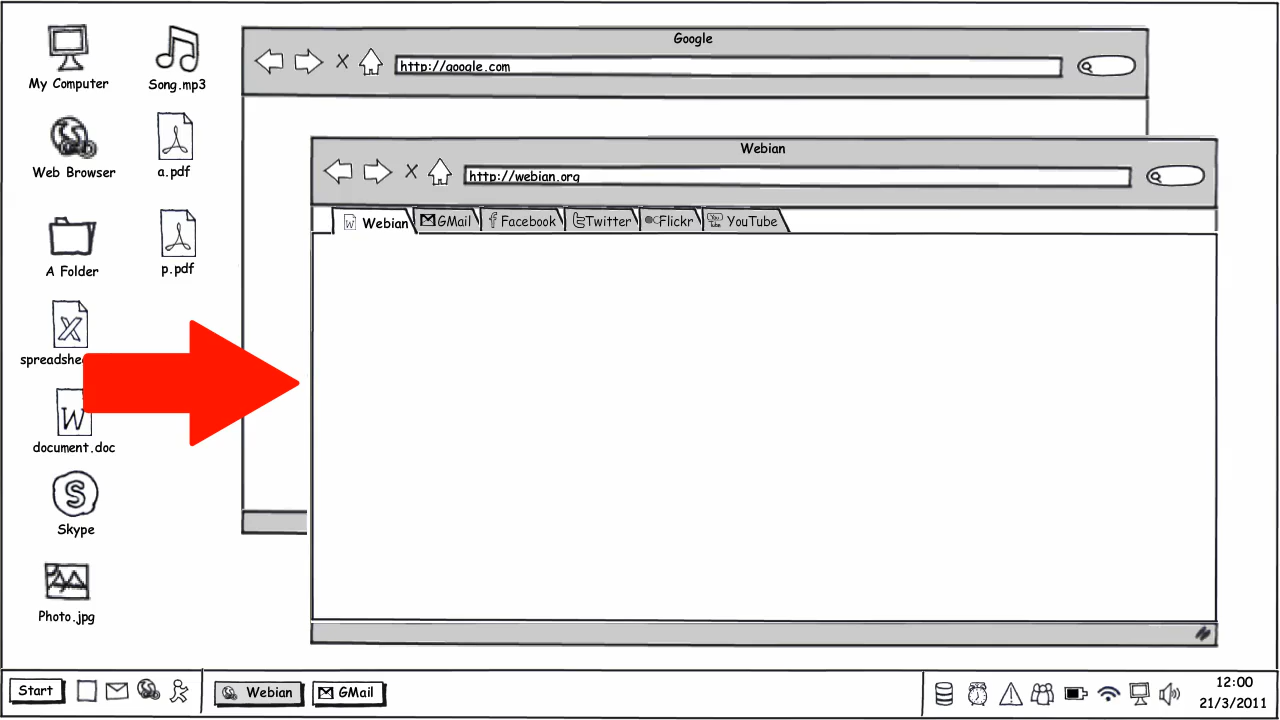 My Computer
Song.mp3
Web Browser
a.pdf
A Folder
p.pdf
document.doc
Skype
Photo.jpg
Google
http://google.com
Webian
http://webian.org
Webian GMail Facebook Twitter Flickr YouTube
Start Webian GMail
12:00
21/3/2011